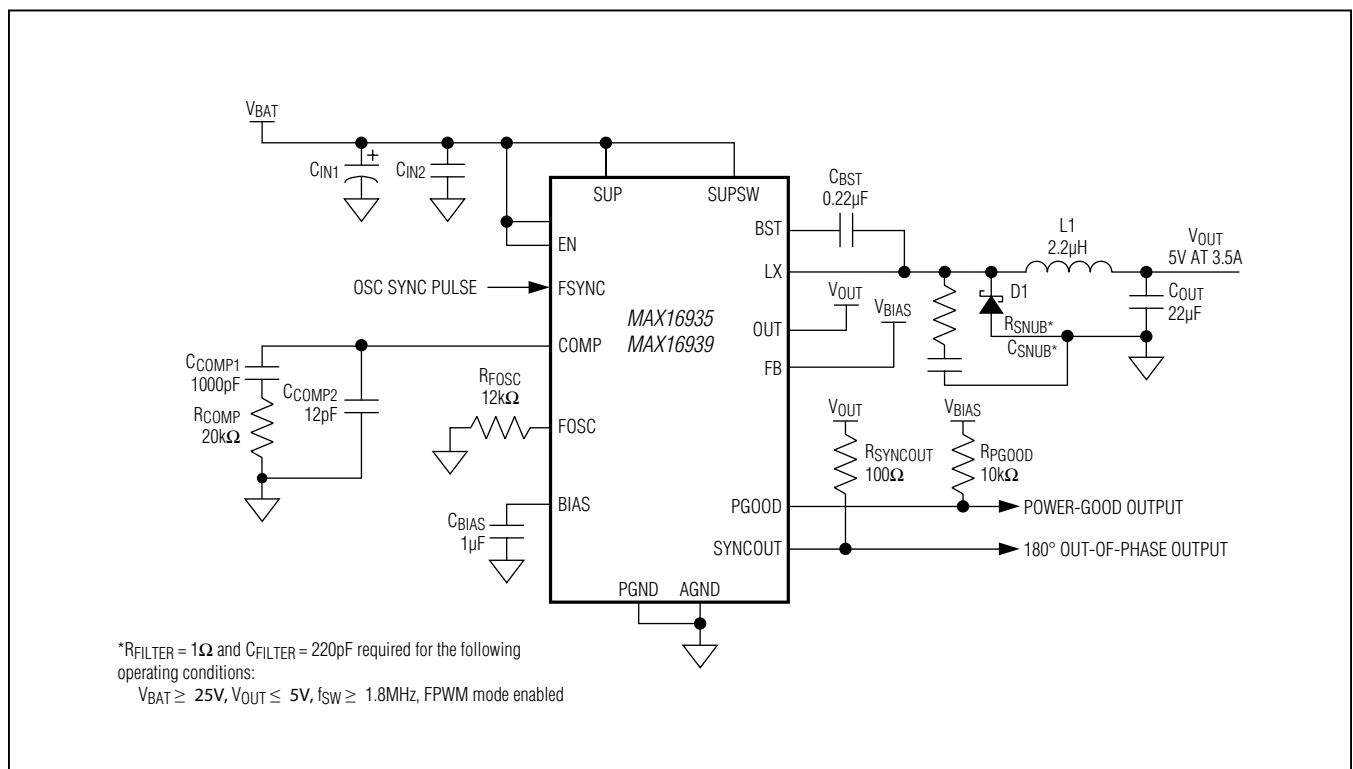 VBAT
CIN1
+
CIN2
SUP
SUPSW
CBST
0.22µF
BST
EN
LX
L1
2.2µH
VOUT
5V AT 3.5A
OSC SYNC PULSE
FSYNC
MAX16935
MAX16939
VOUT
VBIAS
D1
RSNUB*
CSNUB*
COUT
22µF
OUT
COMP
FB
CCOMP1
1000pF
CCOMP2
12pF
RCOMP
20kΩ
RFOSC
12kΩ
FOSC
VOUT
VBIAS
RSYNCOUT
100Ω
RPGOOD
10kΩ
BIAS
CBIAS
1µF
PGOOD
POWER-GOOD OUTPUT
SYNCOUT
180° OUT-OF-PHASE OUTPUT
PGND
AGND
*RFILTER = 1Ω and CFILTER = 220pF required for the following
operating conditions:
VBAT ≥ 25V, VOUT ≤ 5V, fSW ≥ 1.8MHz, FPWM mode enabled